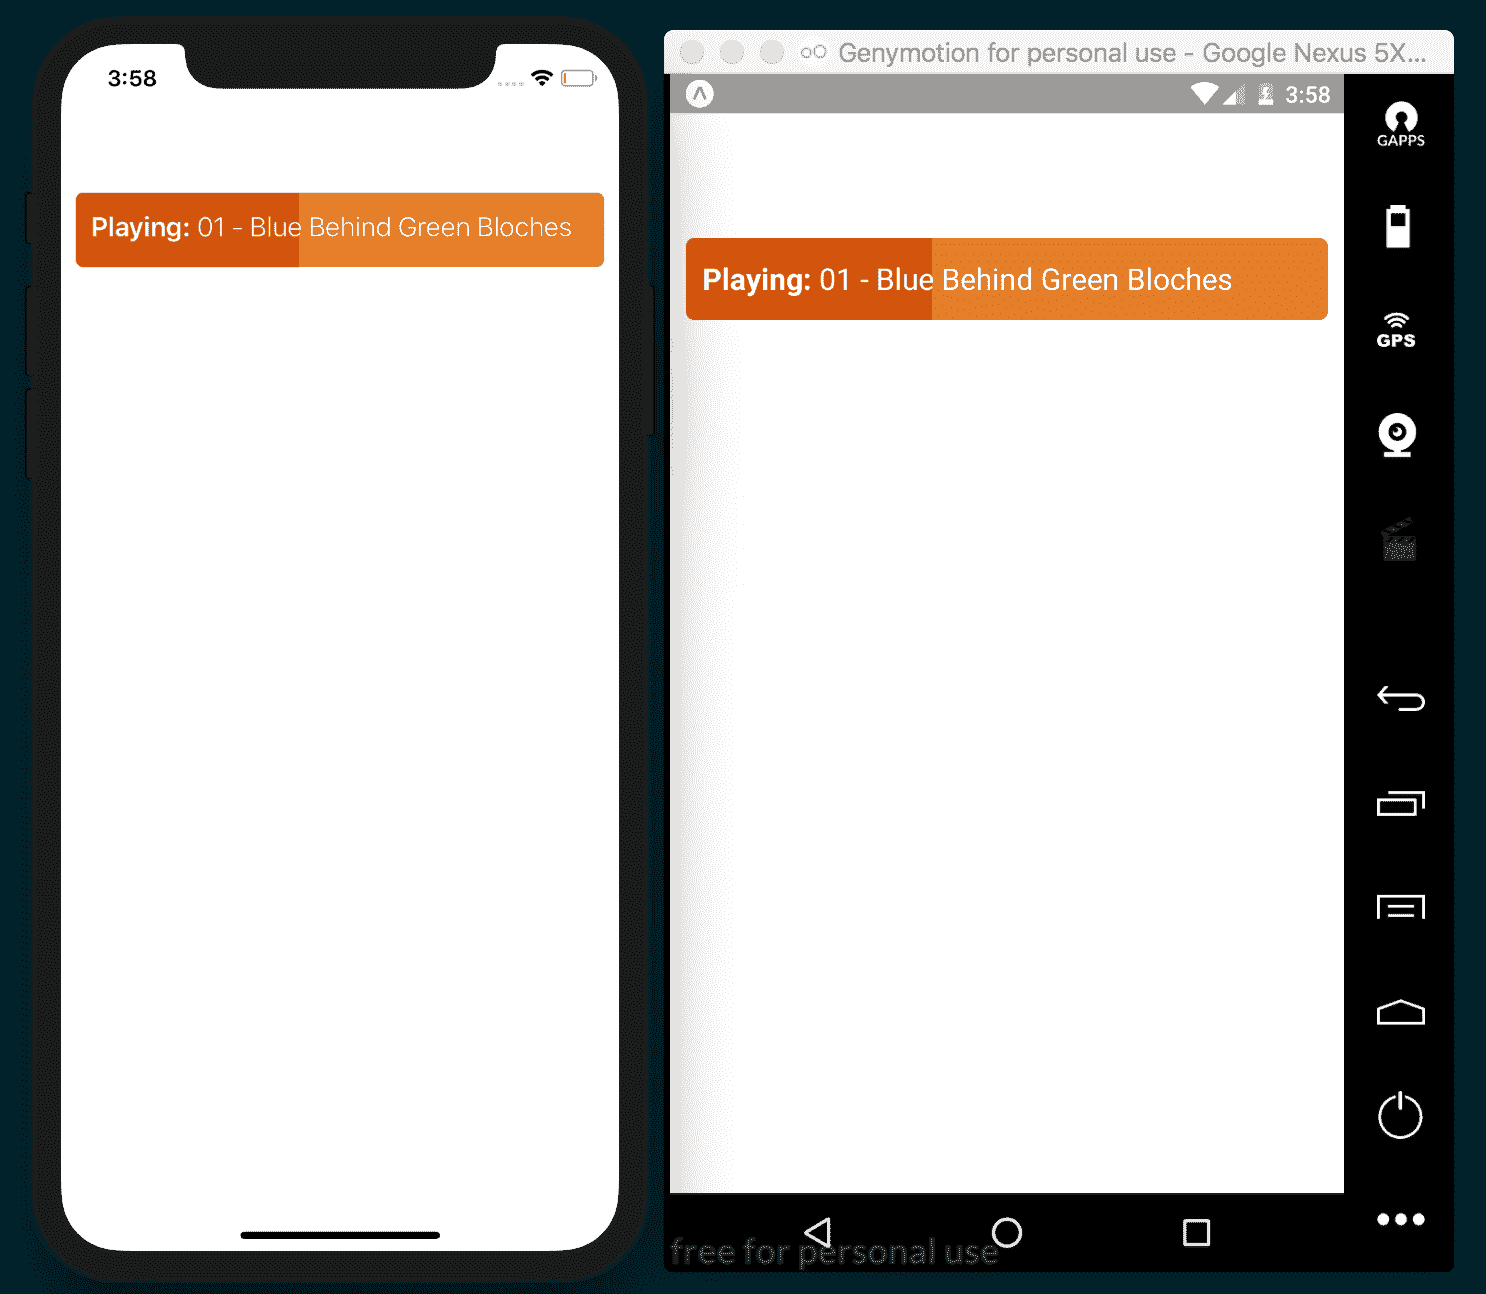 3:58
Playing: 01 - Blue Behind Green Bloches
Genymotion for personal use - Google Nexus 5X...
3:58
Playing: 01 - Blue Behind Green Bloches
GAPPS
GPS
free for personal use